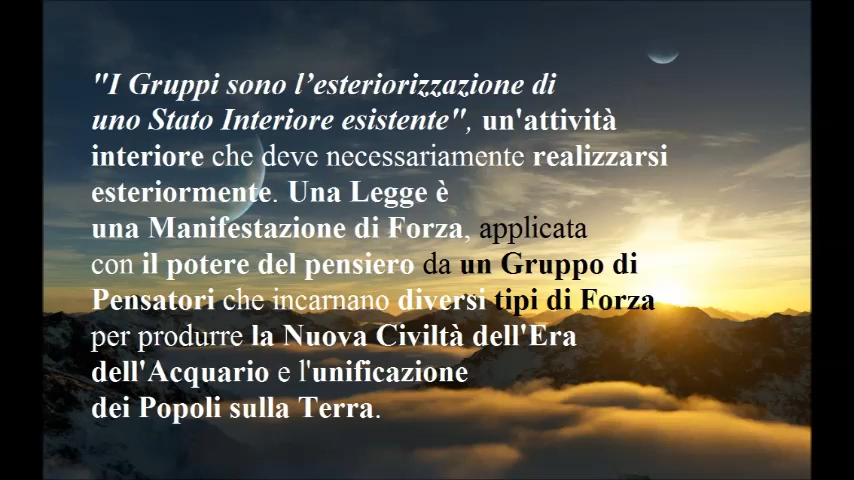 "I Gruppi sono l’esteriorizzazione di
uno Stato Interiore esistente", un'attività
interiore che deve necessariamente realizzarsi
esteriormente. Una Legge è
una Manifestazione di Forza, applicata
con il potere del pensiero da un Gruppo di
Pensatori che incarnano diversi tipi di Forza
per produrre la Nuova Civiltà dell'Era
dell'Acquario e l'unificazione
dei Popoli sulla Terra.